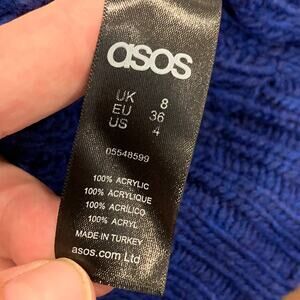 asos
UK 8
EU 36
US 4
05548599
100% ACRYLIC
100% ACRYLIQUE
100% ACRÍLICO
100% ACRYL
MADE IN TURKEY
asos.com Ltd